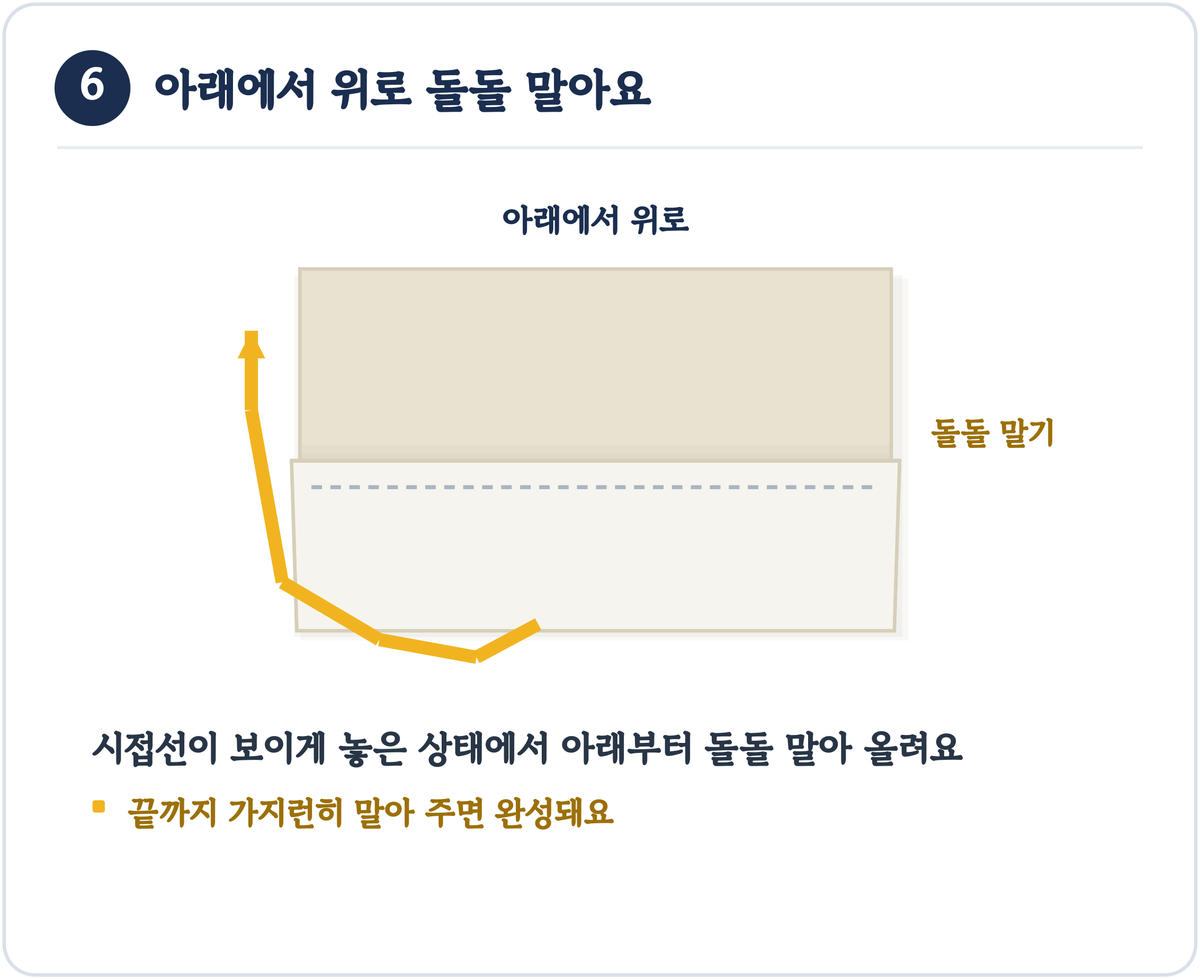 6 아래에서 위로 돌돌 말아요
아래에서 위로
돌돌 말기
시접선이 보이게 놓은 상태에서 아래부터 돌돌 말아 올려요
끝까지 가지런히 말아 주면 완성돼요